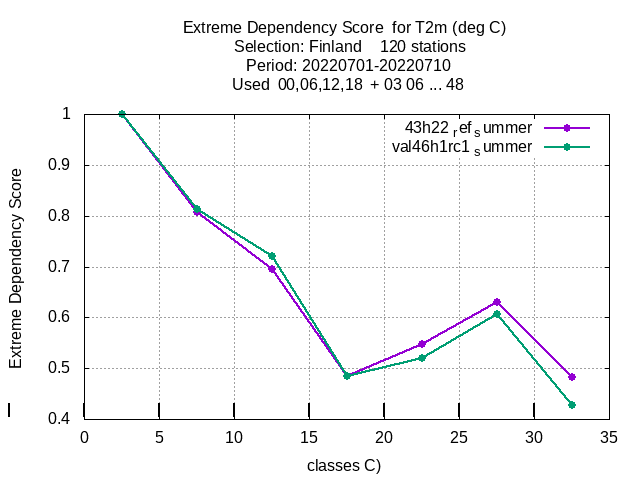 Extreme Dependency Score  for T2m (deg C)
Selection: Finland    120 stations
Period: 20220701-20220710
Used  00,06,12,18  + 03 06 ... 48
43h22 ref summer
val46h1rc1 summer
Extreme Dependency Score
1
0.9
0.8
0.7
0.6
0.5
0.4
0 5 10 15 20 25 30 35
classes C)